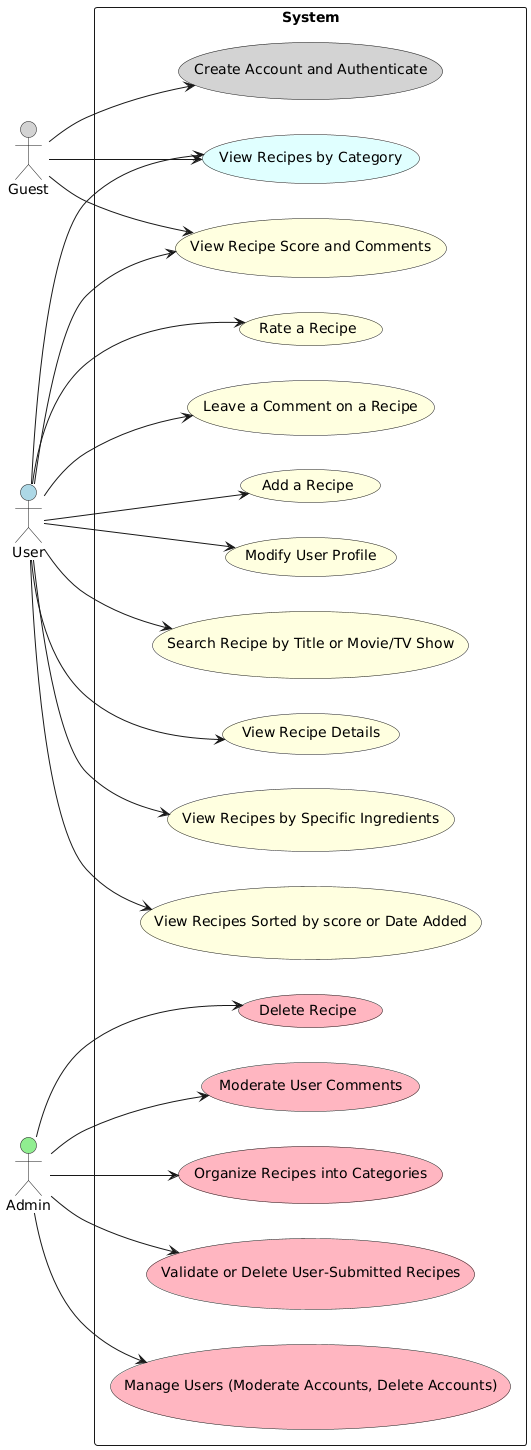 System
Create Account and Authenticate
Guest
View Recipes by Category
View Recipe Score and Comments
Rate a Recipe
Leave a Comment on a Recipe
Add a Recipe
User
Modify User Profile
Search Recipe by Title or Movie/TV Show
View Recipe Details
View Recipes by Specific Ingredients
View Recipes Sorted by score or Date Added
Delete Recipe
Moderate User Comments
Organize Recipes into Categories
Admin
Validate or Delete User-Submitted Recipes
Manage Users (Moderate Accounts, Delete Accounts)